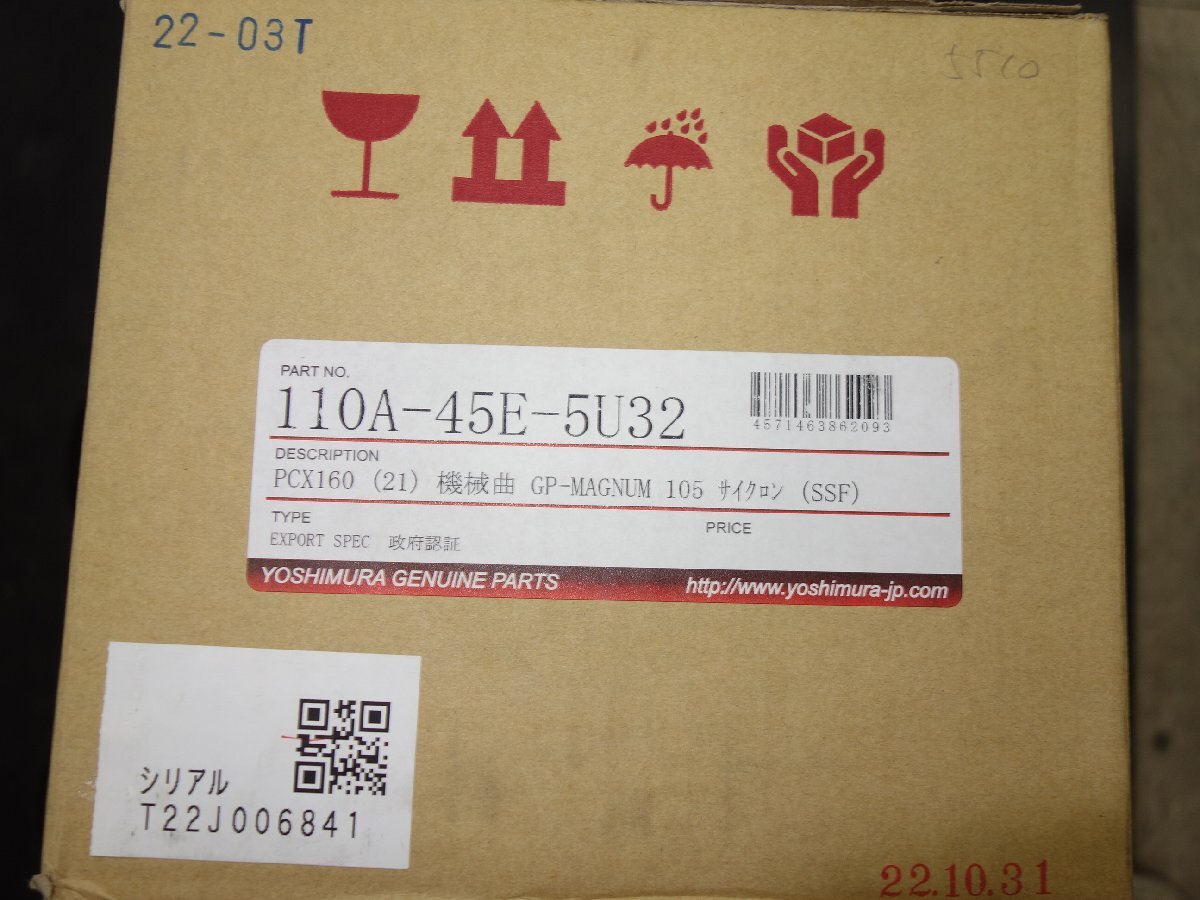 22-03T
PART NO.
110A-45E-5U32
4571463862093
DESCRIPTION
PCX160 (21) 機械曲 GP-MAGNUM 105 サイクロン (SSF)
TYPE
PRICE
EXPORT SPEC 政府認証
YOSHIMURA GENUINE PARTS
http://www.yoshimura-jp.com
シリアル
T22J006841
22.10.31